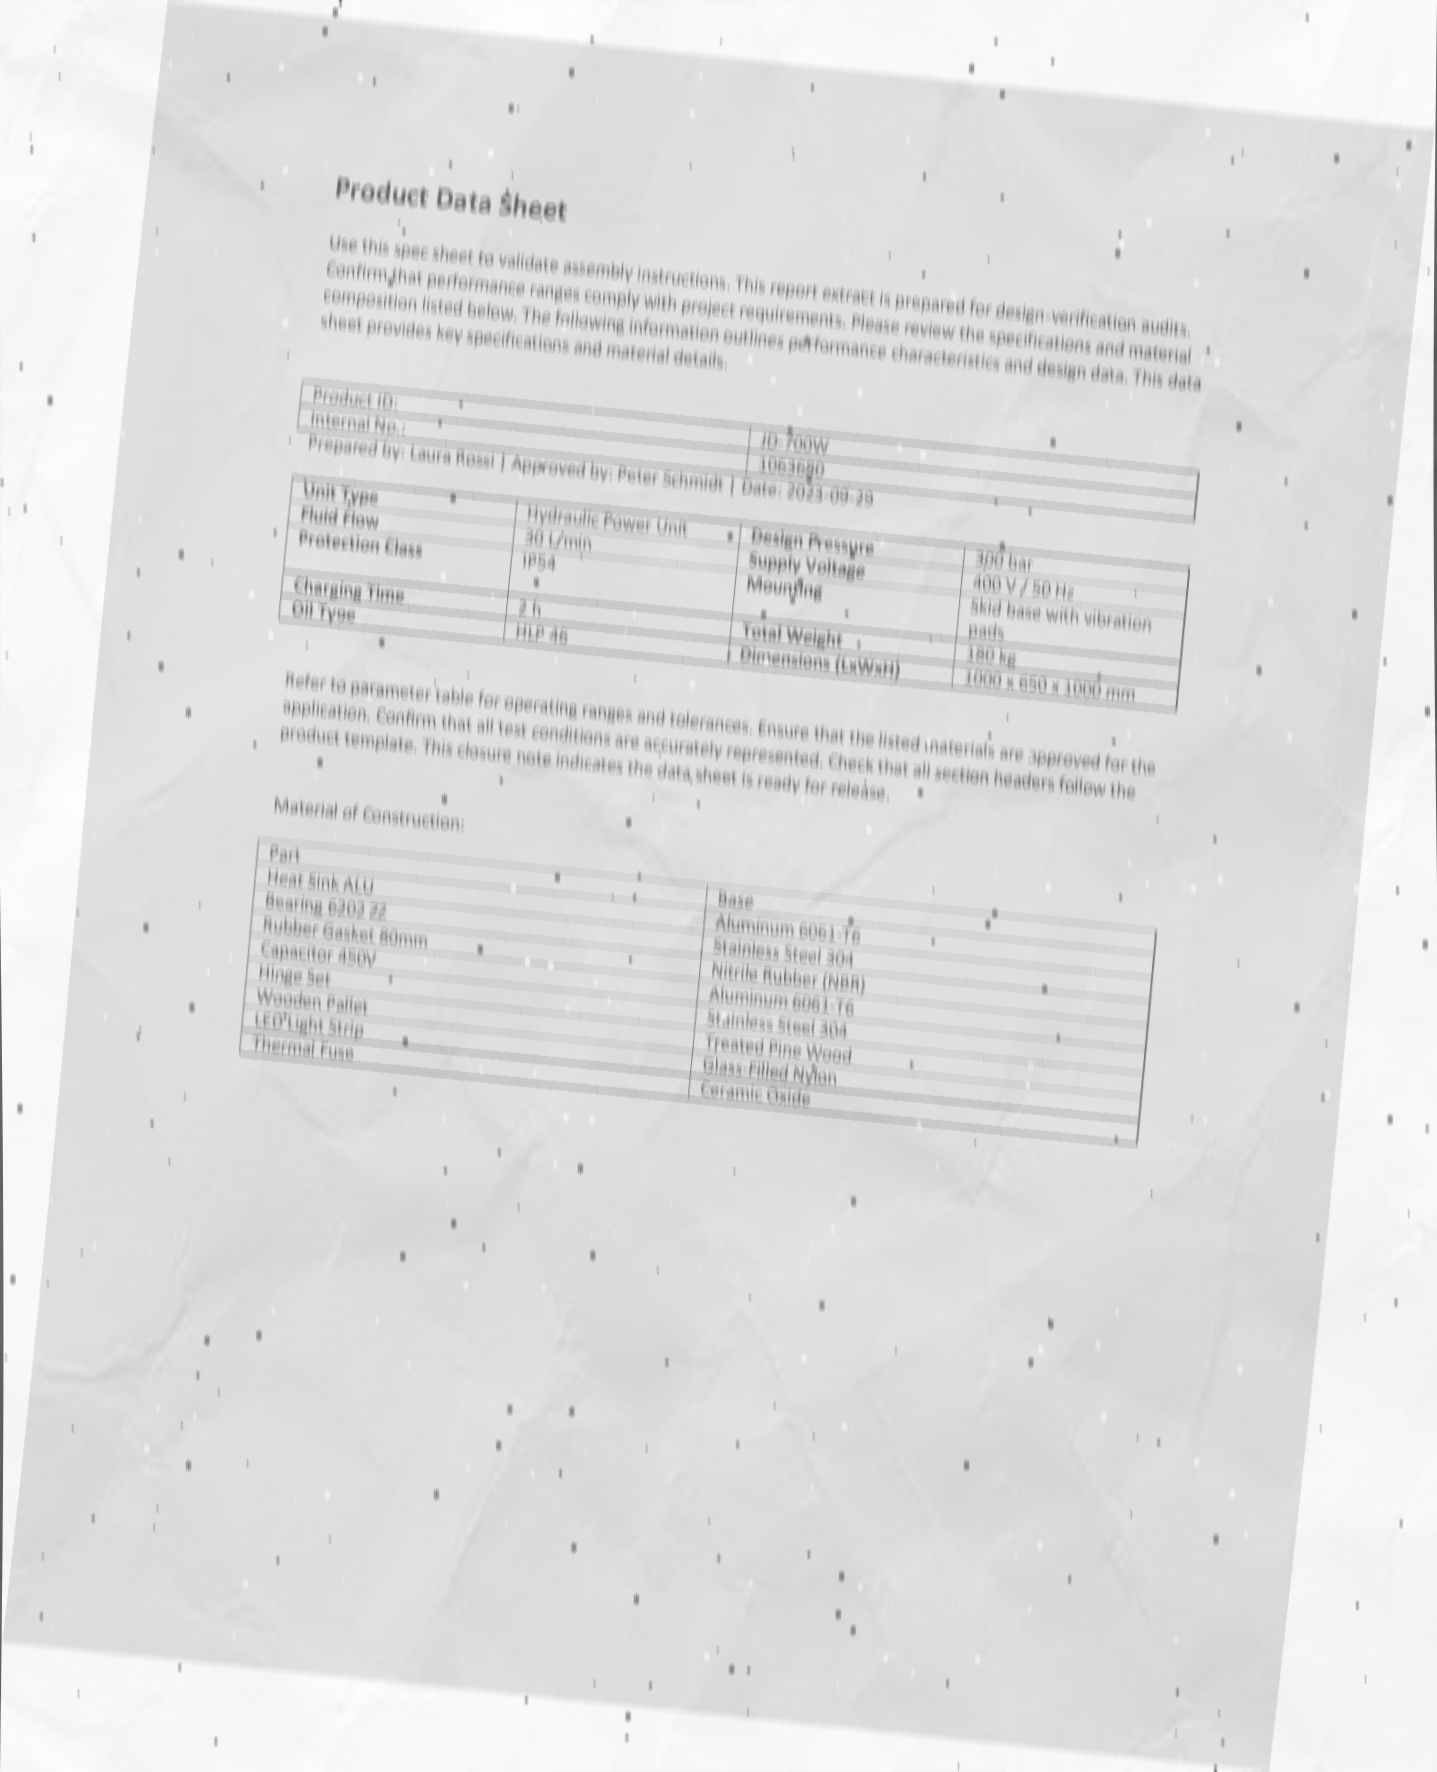 Product Data Sheet
Use this spec sheet to validate assembly instructions. This report extract is prepared for design verification audits.
Confirm that performance ranges comply with project requirements. Please review the specifications and material
composition listed below. The following information outlines performance characteristics and design data. This data
sheet provides key specifications and material details.
Product ID: JD-700W
Internal No.: 1063680
Prepared by: Laura Rossi | Approved by: Peter Schmidt | Date: 2023-09-29
Unit Type Hydraulic Power Unit Design Pressure 300 bar
Fluid Flow 30 L/min Supply Voltage 400 V / 50 Hz
Protection Class IP54 Mounting Skid base with vibration
pads
Charging Time 2 h Total Weight 180 kg
Oil Type HLP 46 Dimensions (LxWxH) 1000 x 650 x 1000 mm
Refer to parameter table for operating ranges and tolerances. Ensure that the listed materials are approved for the
application. Confirm that all test conditions are accurately represented. Check that all section headers follow the
product template. This closure note indicates the data sheet is ready for release.
Material of Construction:
Part Base
Heat Sink ALU Aluminum 6061-T6
Bearing 6202 ZZ Stainless Steel 304
Rubber Gasket 80mm Nitrile Rubber (NBR)
Capacitor 450V Aluminum 6061-T6
Hinge Set Stainless Steel 304
Wooden Pallet Treated Pine Wood
LED Light Strip Glass-Filled Nylon
Thermal Fuse Ceramic Oxide